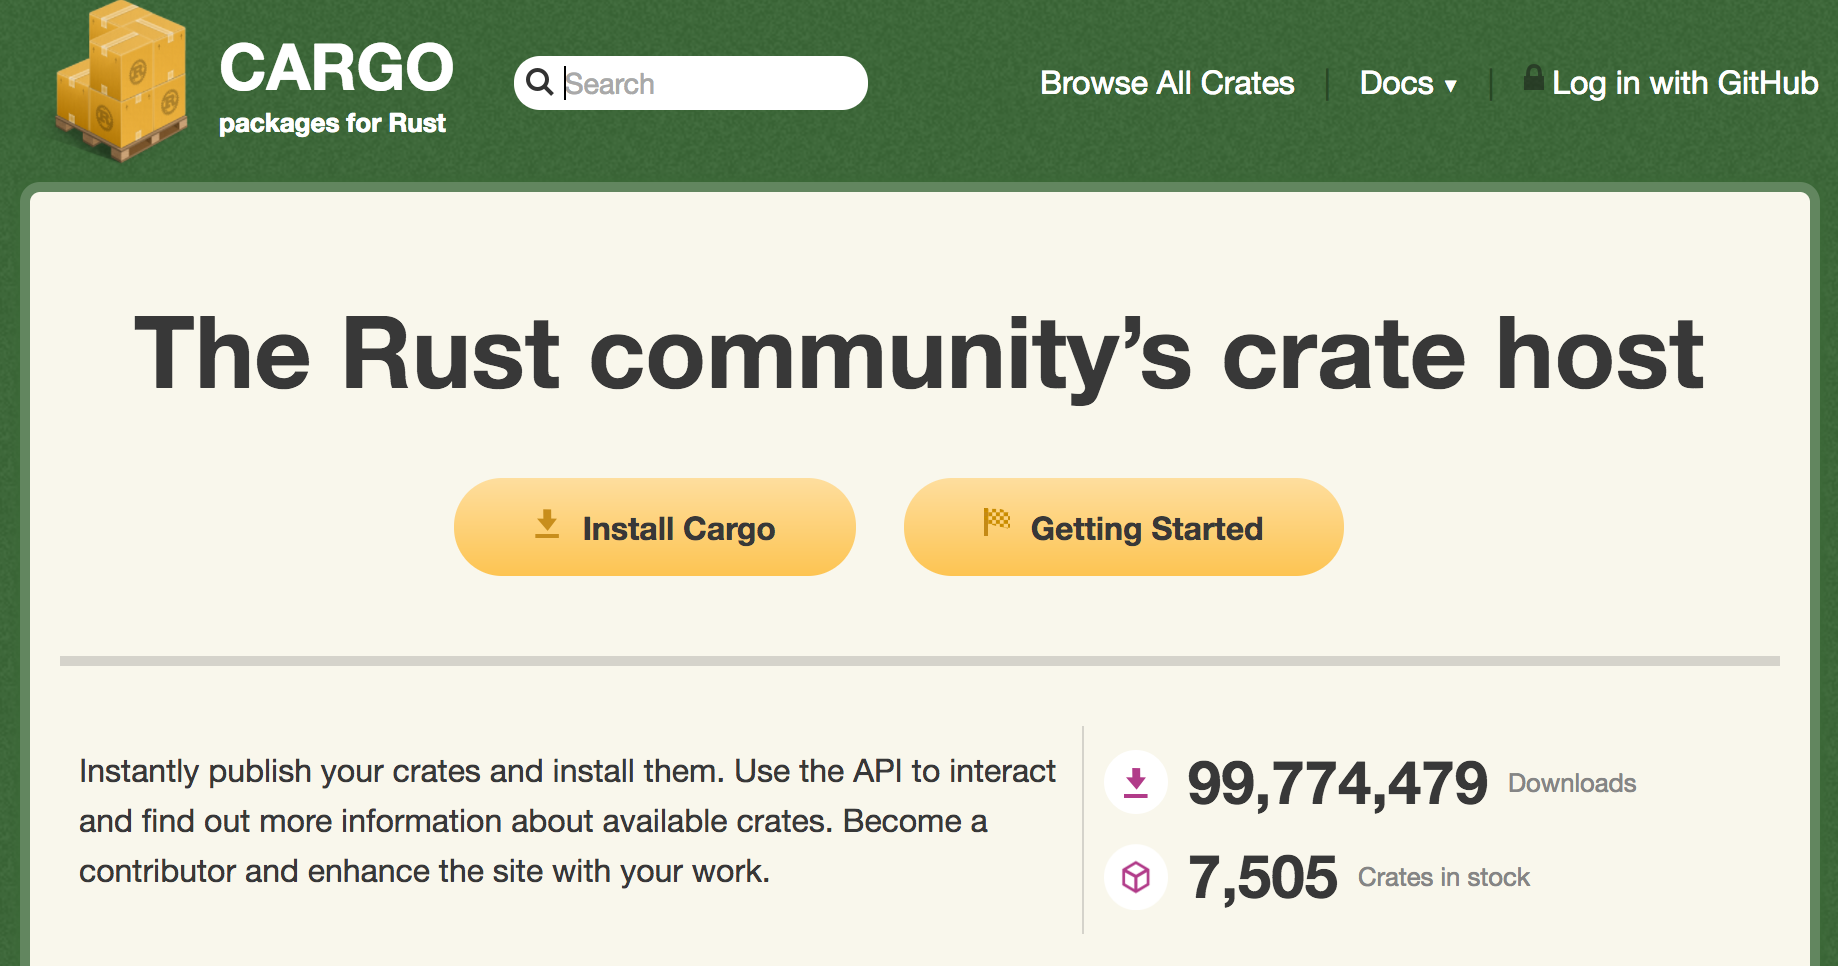 CARGO
packages for Rust
Search
Browse All Crates
Docs ▾
Log in with GitHub
The Rust community’s crate host
Install Cargo
Getting Started
Instantly publish your crates and install them. Use the API to interact
and find out more information about available crates. Become a
contributor and enhance the site with your work.
99,774,479 Downloads
7,505 Crates in stock